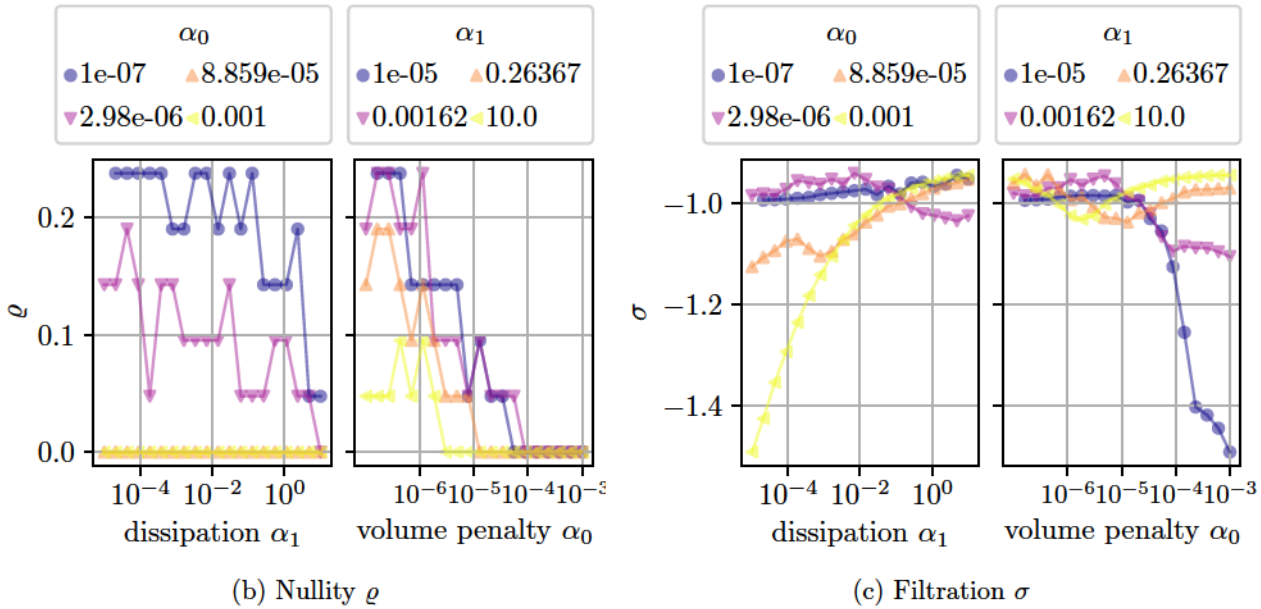 α₀
1e-07 8.859e-05
2.98e-06 0.001
α₁
1e-05 0.26367
0.00162 10.0
ϱ
0.2
0.1
0.0
10⁻⁴ 10⁻² 10⁰
dissipation α₁
10⁻⁶ 10⁻⁵ 10⁻⁴ 10⁻³
volume penalty α₀
(b) Nullity ϱ
α₀
1e-07 8.859e-05
2.98e-06 0.001
α₁
1e-05 0.26367
0.00162 10.0
σ
−1.0
−1.2
−1.4
10⁻⁴ 10⁻² 10⁰
dissipation α₁
10⁻⁶ 10⁻⁵ 10⁻⁴ 10⁻³
volume penalty α₀
(c) Filtration σ